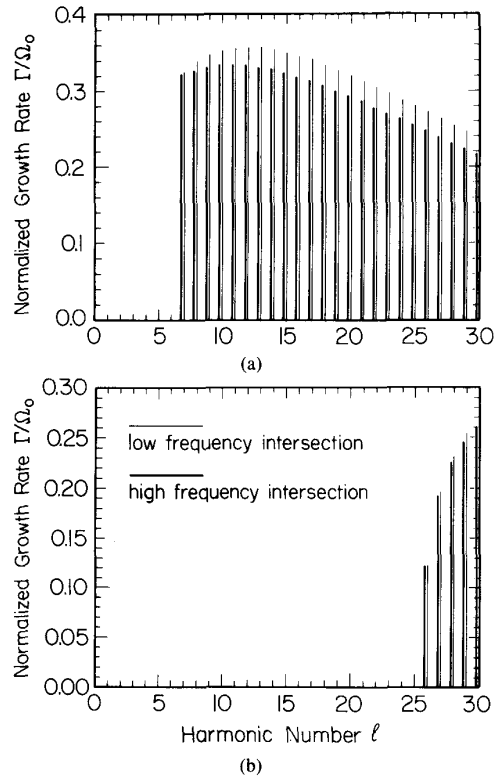 Normalized Growth Rate Γ/Ω₀
0.4
0.3
0.2
0.1
0.0
0 5 10 15 20 25 30
(a)
Normalized Growth Rate Γ/Ω₀
0.30
0.25
0.20
0.15
0.10
0.05
0.00
low frequency intersection
high frequency intersection
0 5 10 15 20 25 30
Harmonic Number ℓ
(b)